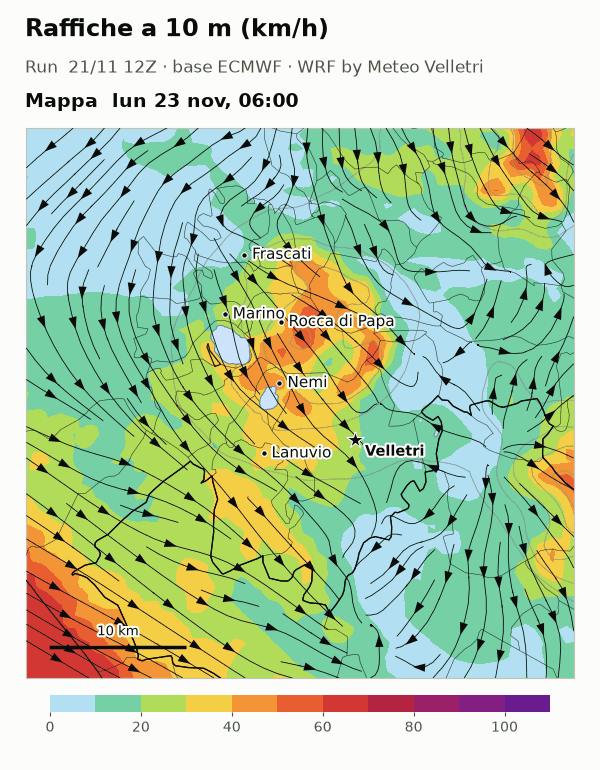 Raffiche a 10 m (km/h)
Run  21/11 12Z · base ECMWF · WRF by Meteo Velletri
Mappa  lun 23 nov, 06:00
Frascati
Marino
Rocca di Papa
Nemi
Velletri
Lanuvio
10 km
0 20 40 60 80 100